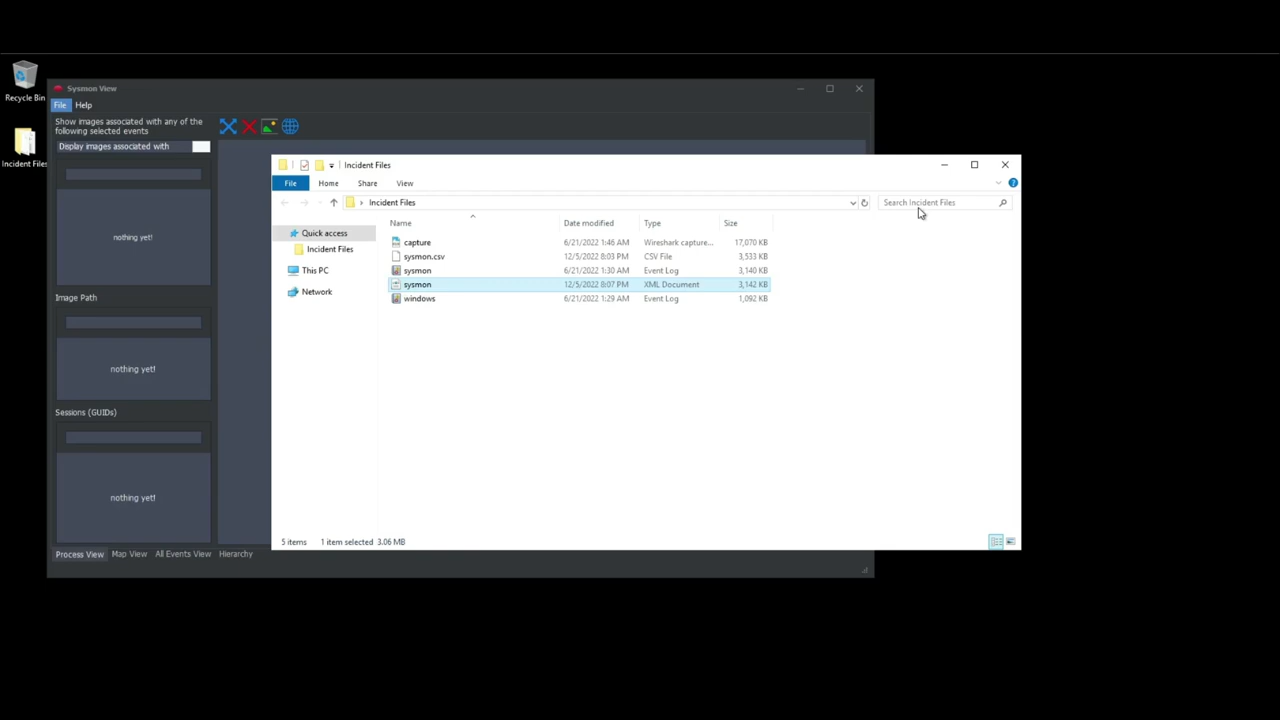 Recycle Bin
Incident Files
Sysmon View
File Help
Show images associated with any of the
following selected events
Display images associated with
nothing yet!
Image Path
nothing yet!
Sessions (GUIDs)
nothing yet!
Process View Map View All Events View Hierarchy
Incident Files
File Home Share View
Incident Files
Search Incident Files
Quick access
Incident Files
This PC
Network
Name Date modified Type Size
capture 6/21/2022 1:46 AM Wireshark capture... 17,070 KB
sysmon.csv 12/5/2022 8:03 PM CSV File 3,533 KB
sysmon 6/21/2022 1:30 AM Event Log 3,140 KB
sysmon 12/5/2022 8:07 PM XML Document 3,142 KB
windows 6/21/2022 1:29 AM Event Log 1,092 KB
5 items 1 item selected 3.06 MB